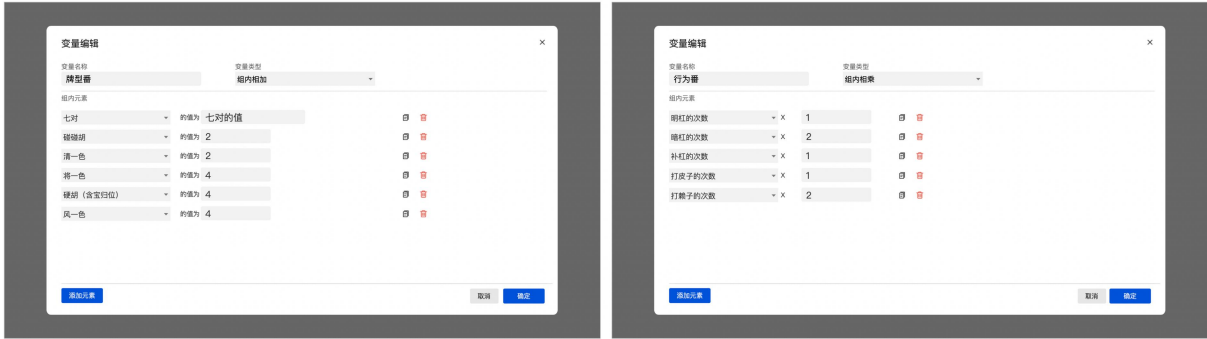 变量编辑
×
变量名称 变量类型
牌型番 组内相加
组内元素
七对 的值为 七对的值
碰碰胡 的值为 2
清一色 的值为 2
将一色 的值为 4
硬胡（含宝归位） 的值为 4
风一色 的值为 4
添加元素 取消 确定
变量编辑
×
变量名称 变量类型
行为番 组内相乘
组内元素
明杠的次数 X 1
暗杠的次数 X 2
补杠的次数 X 1
打皮子的次数 X 1
打赖子的次数 X 2
添加元素 取消 确定